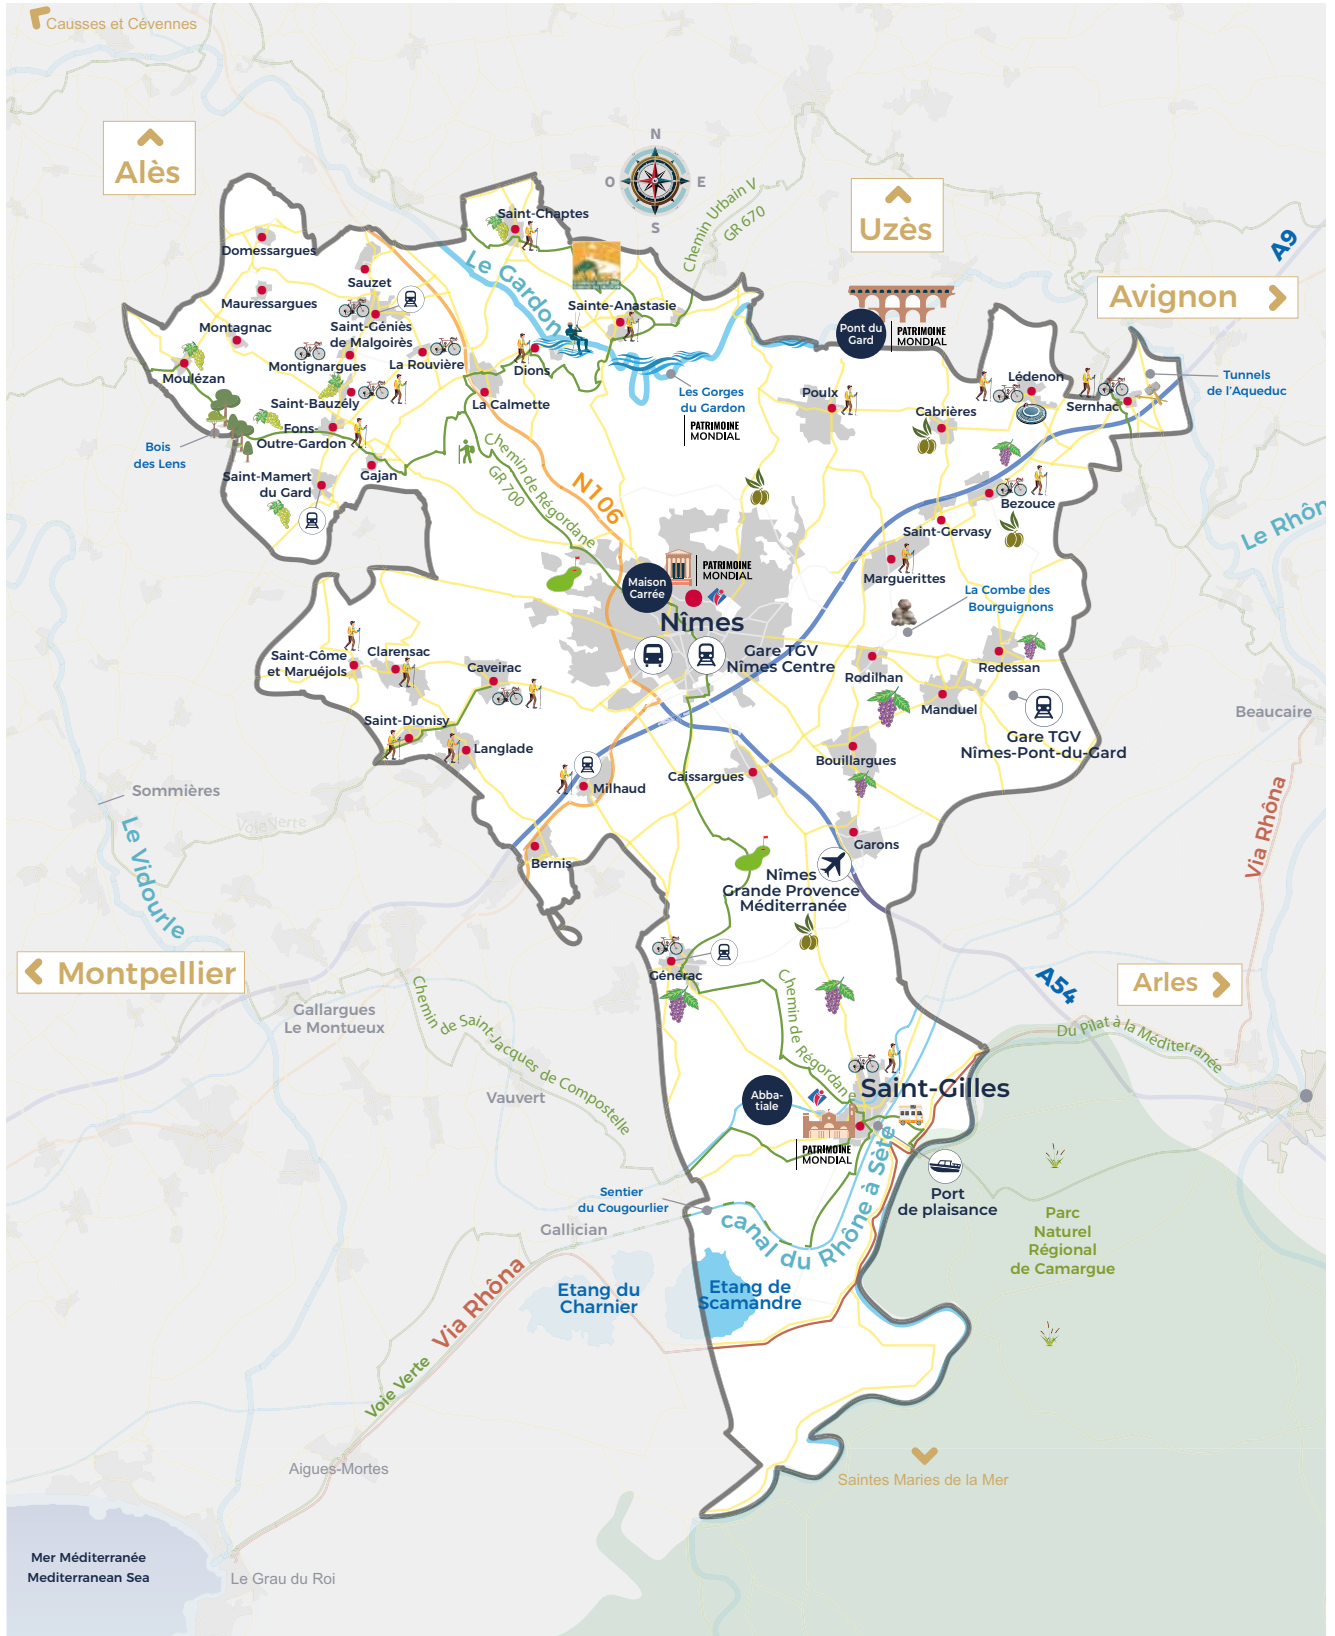 Causses et Cévennes
Alès
N
O
E
S
Chemin Urbain V
GR 670
Uzès
A9
Avignon
Saint-Chaptes
Domessargues
Le Gardon
Sauzet
Sainte-Anastasie
Mauressargues
Pont du
Gard
PATRIMOINE
MONDIAL
Montagnac
Saint-Géniès
de Malgoirès
Montignargues
La Rouvière
Dions
Moulézan
Saint-Bauzély
La Calmette
Les Gorges
du Gardon
PATRIMOINE
MONDIAL
Poulx
Lédenon
Cabrières
Sernhac
Tunnels
de l'Aqueduc
Bois
des Lens
Fons-
Outre-Gardon
Gajan
Saint-Mamert
du Gard
Chemin de Régordane
GR 700
N106
Bezouce
Saint-Gervasy
Le Rhôn
Marguerittes
Maison
Carrée
PATRIMOINE
MONDIAL
Nîmes
La Combe des
Bourguignons
Gare TGV
Nîmes Centre
Saint-Côme
et Maruéjols
Clarensac
Caveirac
Rodilhan
Redessan
Manduel
Beaucaire
Saint-Dionisy
Langlade
Gare TGV
Nîmes-Pont-du-Gard
Bouillargues
Caissargues
Milhaud
Sommières
Voie Verte
Le Vidourle
Via Rhôna
Garons
Bernis
Nîmes
Grande Provence
Méditerranée
Montpellier
Générac
Chemin de Régordane
A54
Arles
Gallargues
Le Montueux
Chemin de Saint-Jacques de Compostelle
Du Pilat à la Méditerranée
Vauvert
Abba-
tiale
Saint-Gilles
PATRIMOINE
MONDIAL
Port
de plaisance
Sentier
du Cougourlier
Gallician
canal du Rhône à Sète
Parc
Naturel
Régional
de Camargue
Etang du
Charnier
Etang de
Scamandre
Via Rhôna
Voie Verte
Aigues-Mortes
Saintes Maries de la Mer
Mer Méditerranée
Mediterranean Sea
Le Grau du Roi